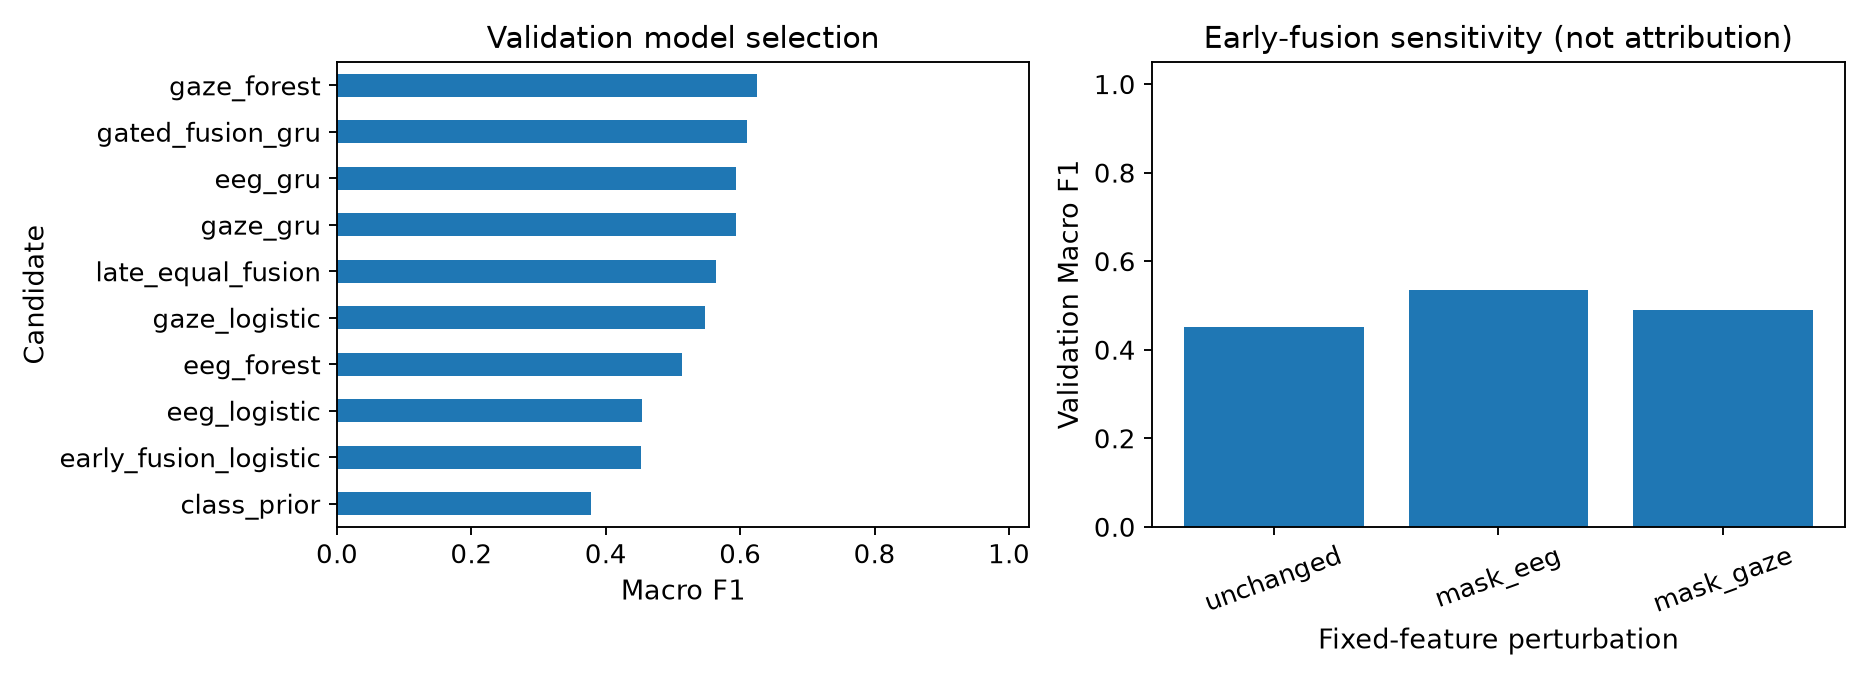 Validation model selection
Candidate
gaze_forest
gated_fusion_gru
eeg_gru
gaze_gru
late_equal_fusion
gaze_logistic
eeg_forest
eeg_logistic
early_fusion_logistic
class_prior
0.0 0.2 0.4 0.6 0.8 1.0
Macro F1
Early-fusion sensitivity (not attribution)
Validation Macro F1
1.0
0.8
0.6
0.4
0.2
0.0
unchanged mask_eeg mask_gaze
Fixed-feature perturbation